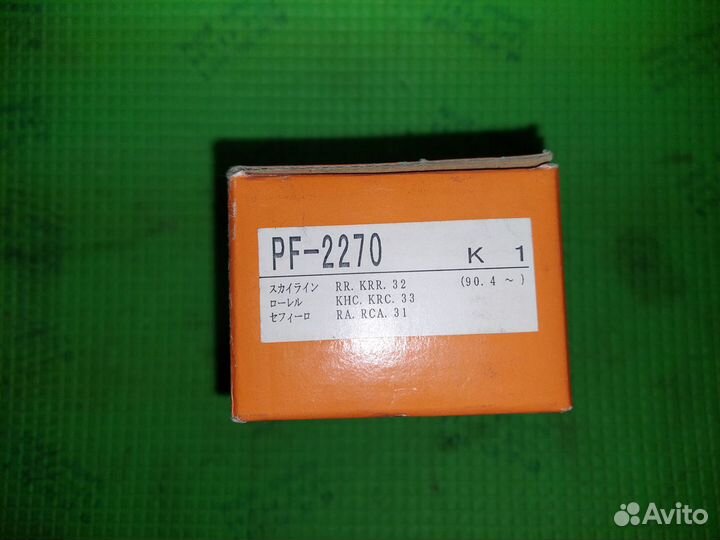 PF-2270 K 1
スカイライン RR. KRR. 32 (90. 4 ～ )
ローレル KHC. KRC. 33
セフィーロ RA. RCA. 31
Avito